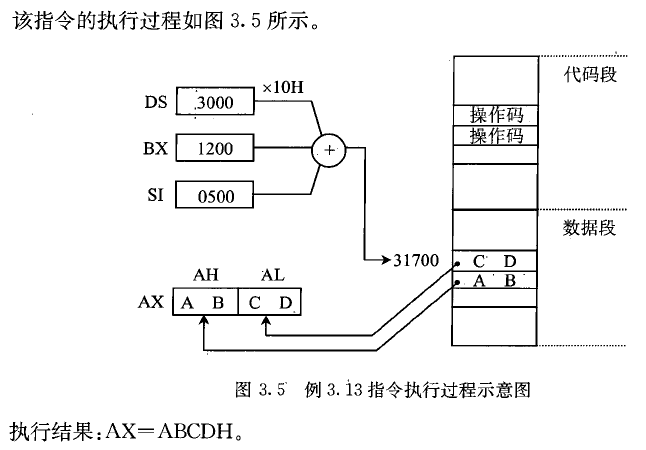 该指令的执行过程如图 3.5 所示。
×10H
代码段
DS 3000
操作码
操作码
BX 1200
+
SI 0500
数据段
31700
C D
A B
AH AL
AX A B C D
图 3.5 例 3.13 指令执行过程示意图
执行结果:AX=ABCDH。